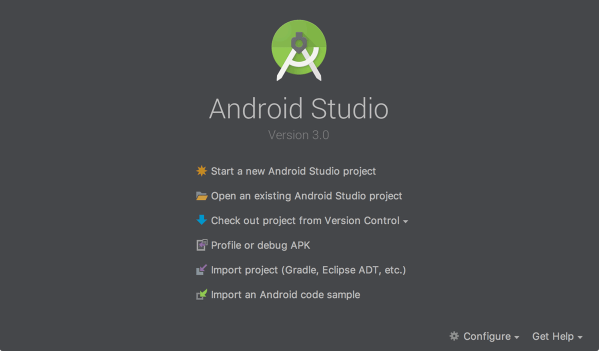 Android Studio
Version 3.0
Start a new Android Studio project
Open an existing Android Studio project
Check out project from Version Control
Profile or debug APK
Import project (Gradle, Eclipse ADT, etc.)
Import an Android code sample
Configure Get Help